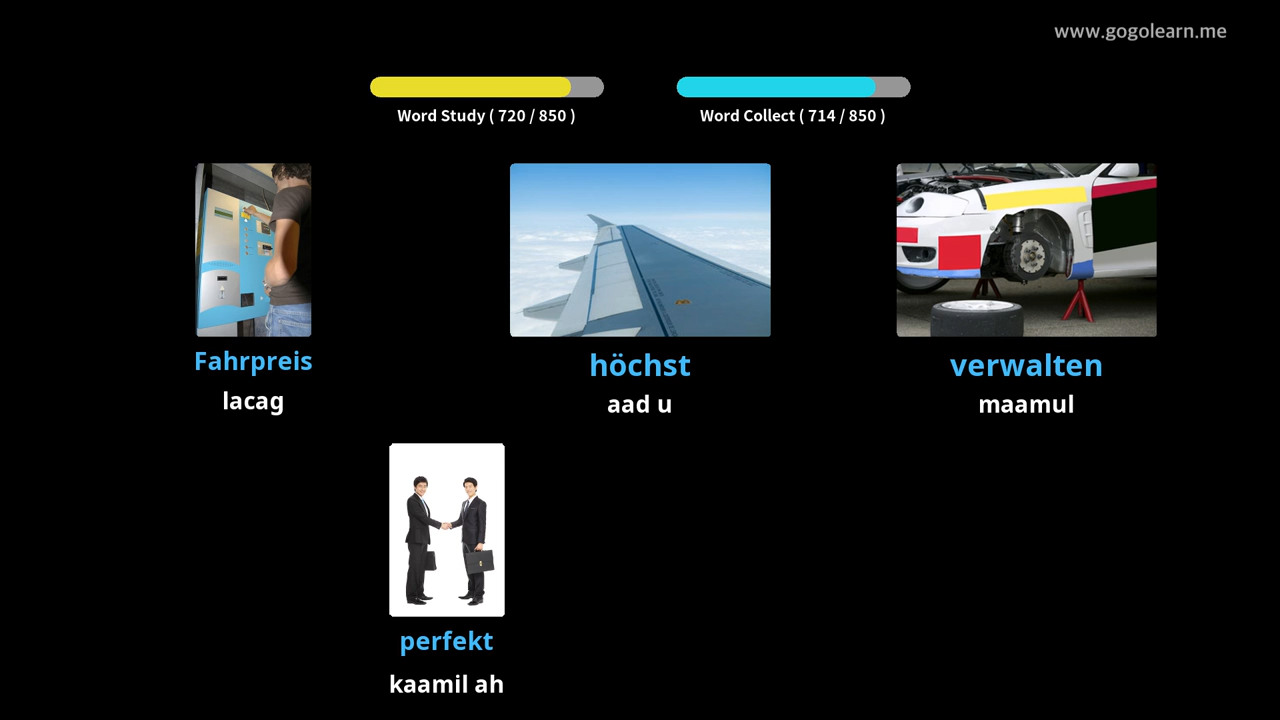 www.gogolearn.me
Word Study ( 720 / 850 )
Word Collect ( 714 / 850 )
Fahrpreis
lacag
höchst
aad u
verwalten
maamul
perfekt
kaamil ah